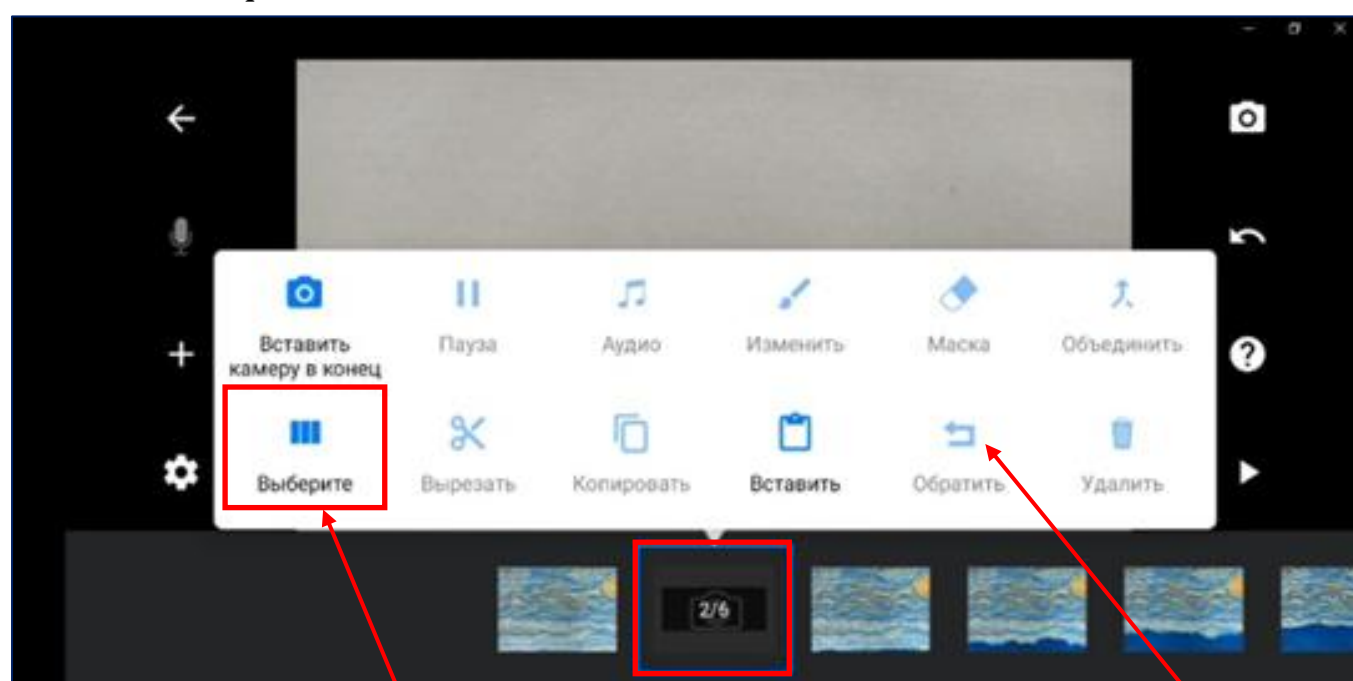 Вставить
камеру в конец
Пауза
Аудио
Изменить
Маска
Объединить
Выберите
Вырезать
Копировать
Вставить
Обратить
Удалить
2/6